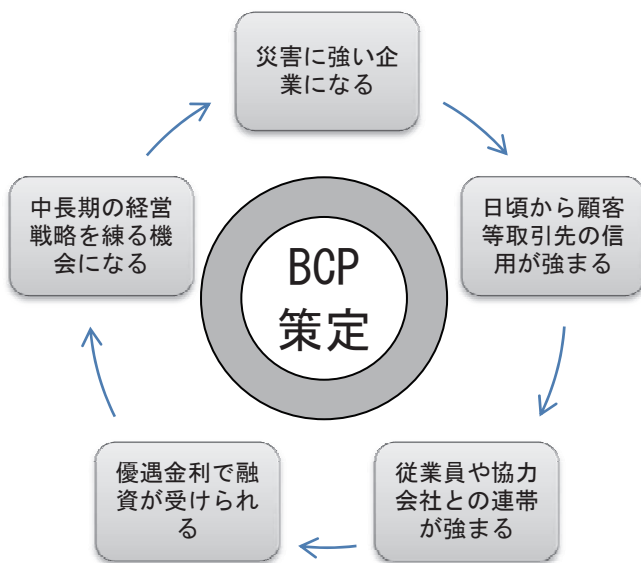 災害に強い企
業になる
日頃から顧客
等取引先の信
用が強まる
従業員や協力
会社との連帯
が強まる
優遇金利で融
資が受けられ
る
中長期の経営
戦略を練る機
会になる
BCP
策定